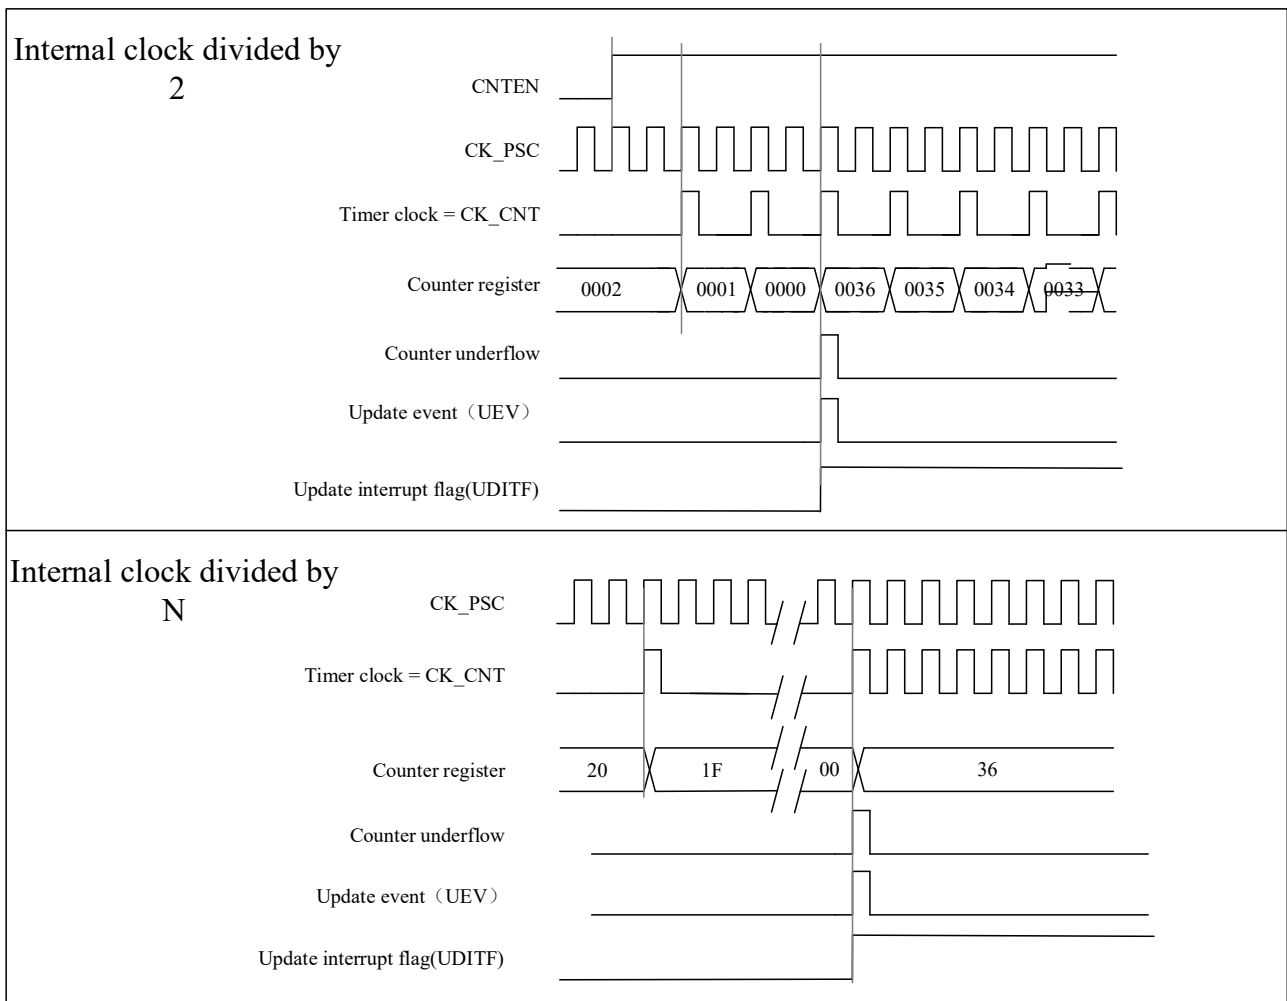 Internal clock divided by
2
CNTEN
CK_PSC
Timer clock = CK_CNT
Counter register
0002 0001 0000 0036 0035 0034 0033
Counter underflow
Update event（UEV）
Update interrupt flag(UDITF)
Internal clock divided by
N
CK_PSC
Timer clock = CK_CNT
Counter register
20 1F 00 36
Counter underflow
Update event（UEV）
Update interrupt flag(UDITF)